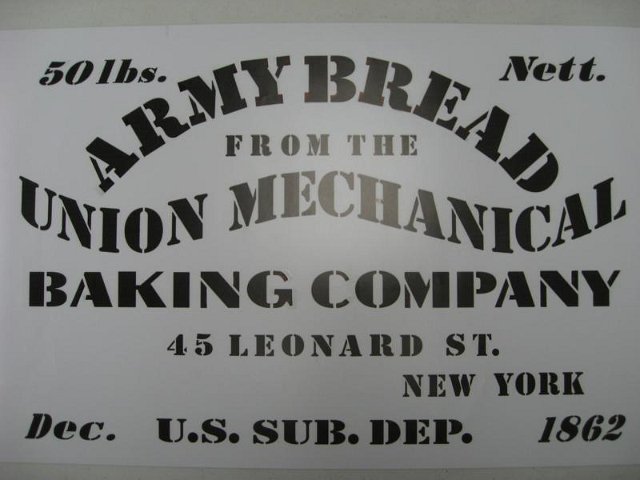 50 lbs. Nett.
ARMY BREAD
FROM THE
UNION MECHANICAL
BAKING COMPANY
45 LEONARD ST.
NEW YORK
Dec. U.S. SUB. DEP. 1862